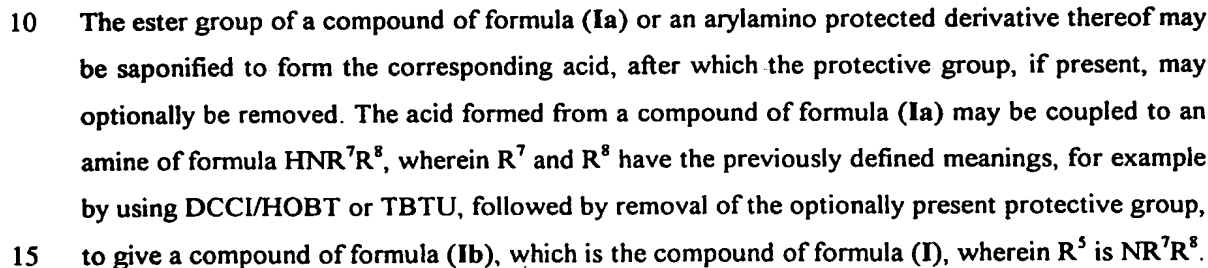 10 The ester group of a compound of formula (Ia) or an arylamino protected derivative thereof may
be saponified to form the corresponding acid, after which the protective group, if present, may
optionally be removed. The acid formed from a compound of formula (Ia) may be coupled to an
amine of formula HNR⁷R⁸, wherein R⁷ and R⁸ have the previously defined meanings, for example
by using DCCI/HOBT or TBTU, followed by removal of the optionally present protective group,
15 to give a compound of formula (Ib), which is the compound of formula (I), wherein R⁵ is NR⁷R⁸.